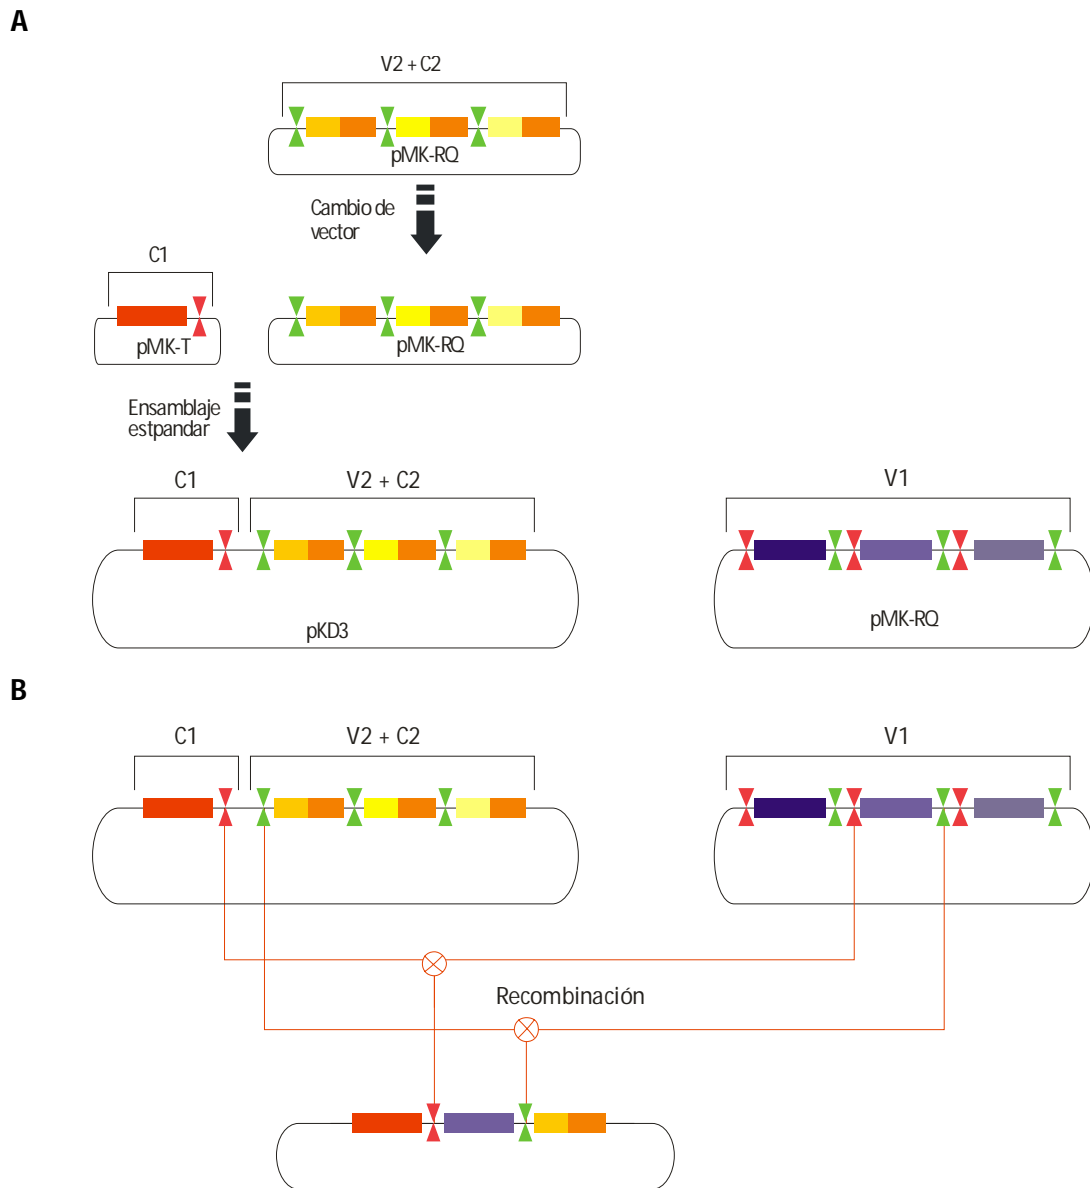 A
V2 + C2
pMK-RQ
Cambio de
vector
C1
pMK-T
pMK-RQ
Ensamblaje
estpandar
C1
V2 + C2
V1
pKD3
pMK-RQ
B
C1
V2 + C2
V1
Recombinación